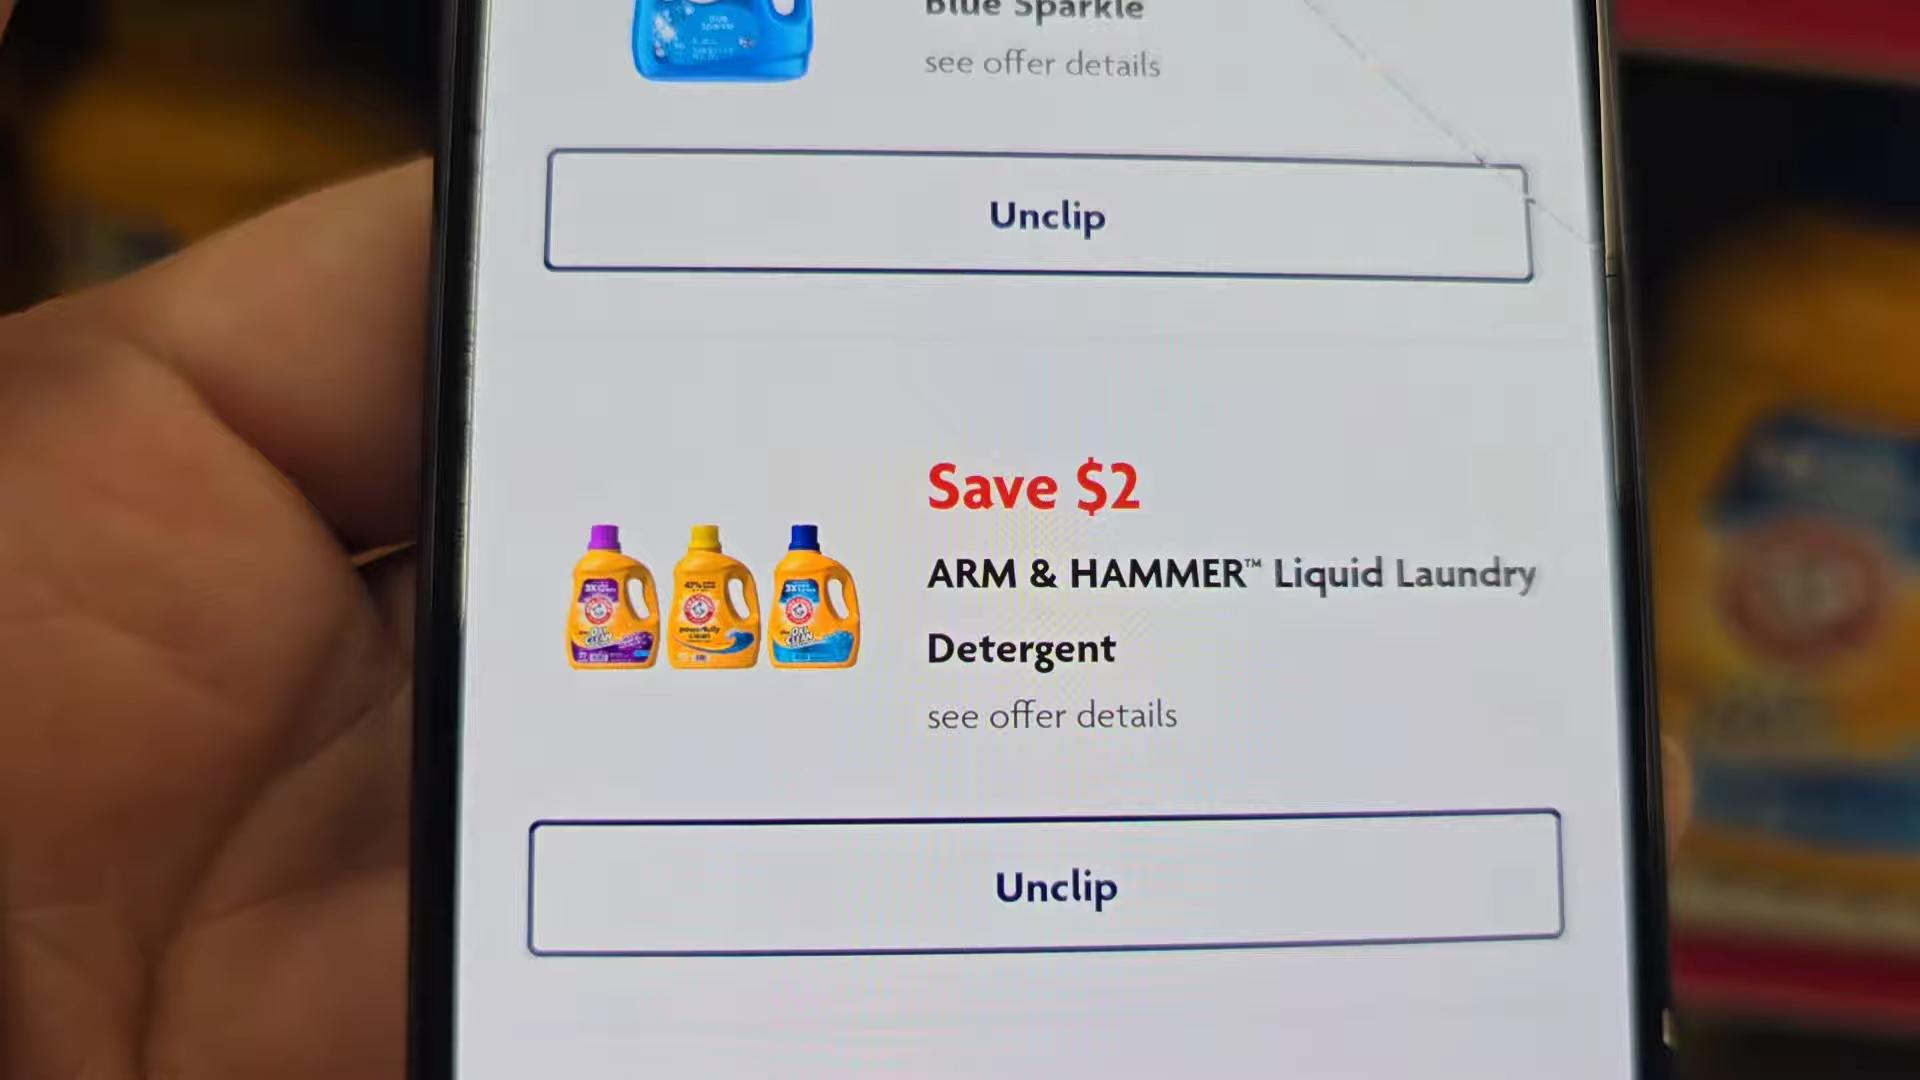 Blue Sparkle
see offer details
Unclip
Save $2
ARM & HAMMER™ Liquid Laundry
Detergent
see offer details
Unclip